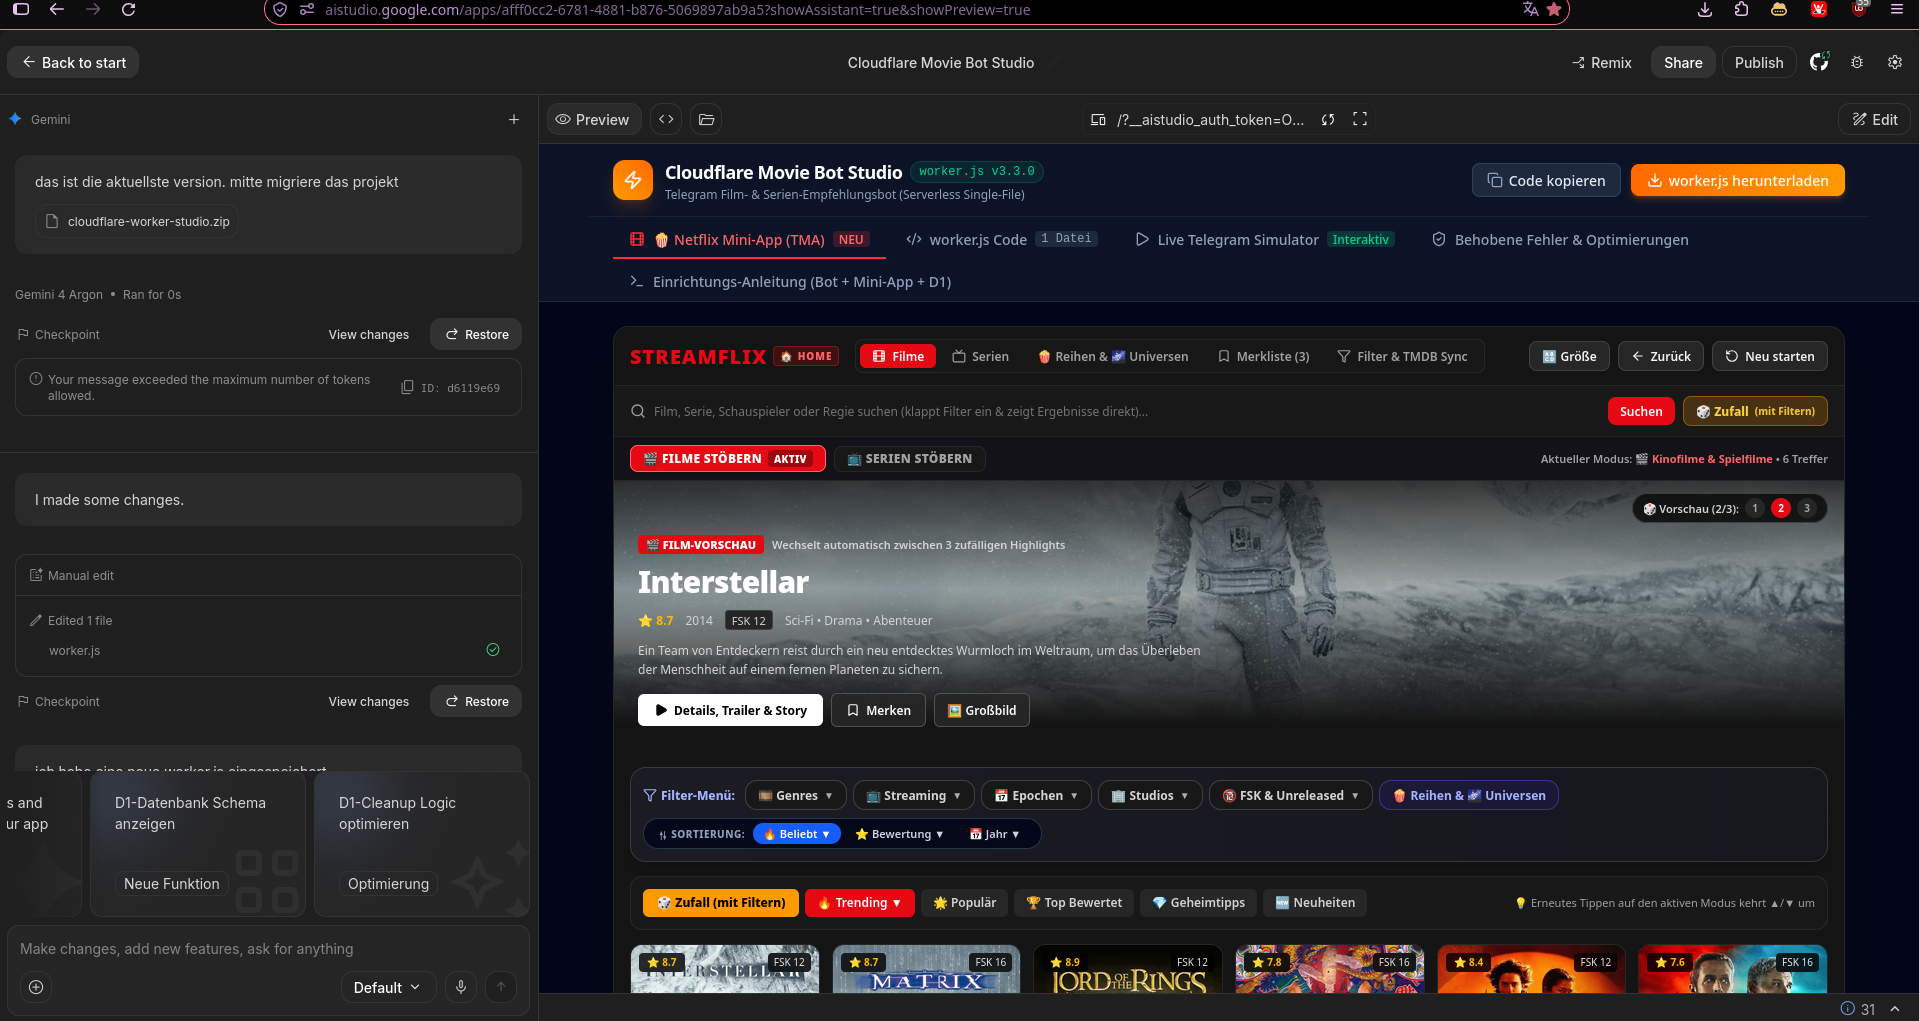 aistudio.google.com/apps/afff0cc2-6781-4881-b876-5069897ab9a5?showAssistant=true&showPreview=true
Back to start
Cloudflare Movie Bot Studio
Remix
Share
Publish
Gemini
Preview
/?__aistudio_auth_token=O...
Edit
das ist die aktuellste version. mitte migriere das projekt
cloudflare-worker-studio.zip
Gemini 4 Argon • Ran for 0s
Checkpoint
View changes
Restore
Your message exceeded the maximum number of tokens
allowed.
ID: d6119e69
I made some changes.
Manual edit
Edited 1 file
worker.js
Checkpoint
View changes
Restore
ich habe eine neue worker.js eingespeichert
s and
ur app
D1-Datenbank Schema
anzeigen
Neue Funktion
D1-Cleanup Logic
optimieren
Optimierung
Make changes, add new features, ask for anything
Default
Cloudflare Movie Bot Studio
worker.js v3.3.0
Telegram Film- & Serien-Empfehlungsbot (Serverless Single-File)
Code kopieren
worker.js herunterladen
Netflix Mini-App (TMA) NEU
worker.js Code 1 Datei
Live Telegram Simulator Interaktiv
Behobene Fehler & Optimierungen
Einrichtungs-Anleitung (Bot + Mini-App + D1)
STREAMFLIX
HOME
Filme
Serien
Reihen & Universen
Merkliste (3)
Filter & TMDB Sync
Größe
Zurück
Neu starten
Film, Serie, Schauspieler oder Regie suchen (klappt Filter ein & zeigt Ergebnisse direkt)...
Suchen
Zufall (mit Filtern)
FILME STÖBERN AKTIV
SERIEN STÖBERN
Aktueller Modus: Kinofilme & Spielfilme • 6 Treffer
Vorschau (2/3): 1 2 3
FILM-VORSCHAU
Wechselt automatisch zwischen 3 zufälligen Highlights
Interstellar
8.7 2014 FSK 12 Sci-Fi • Drama • Abenteuer
Ein Team von Entdeckern reist durch ein neu entdecktes Wurmloch im Weltraum, um das Überleben
der Menschheit auf einem fernen Planeten zu sichern.
Details, Trailer & Story
Merken
Großbild
Filter-Menü:
Genres ▼
Streaming ▼
Epochen ▼
Studios ▼
FSK & Unreleased ▼
Reihen & Universen
SORTIERUNG:
Beliebt ▼
Bewertung ▼
Jahr ▼
Zufall (mit Filtern)
Trending ▼
Populär
Top Bewertet
Geheimtipps
Neuheiten
Erneutes Tippen auf den aktiven Modus kehrt ▲/▼ um
8.7 FSK 12
INTERSTELLAR
8.7 FSK 16
MATRIX
8.9 FSK 12
LORD OF THE RINGS
7.8 FSK 16
8.4 FSK 12
7.6 FSK 16
31